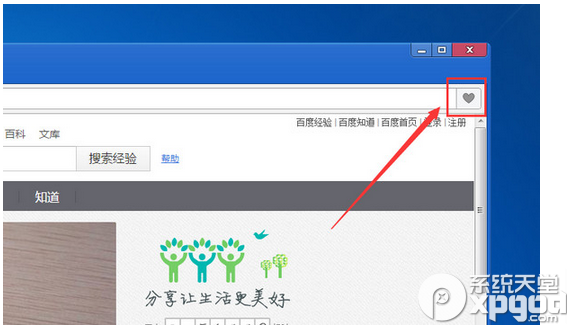 百度经验 | 百度知道 | 百度首页 | 登录 | 注册
百科 文库
搜索经验 帮助
知道
分享让生活更美好
系统天堂
xpgod